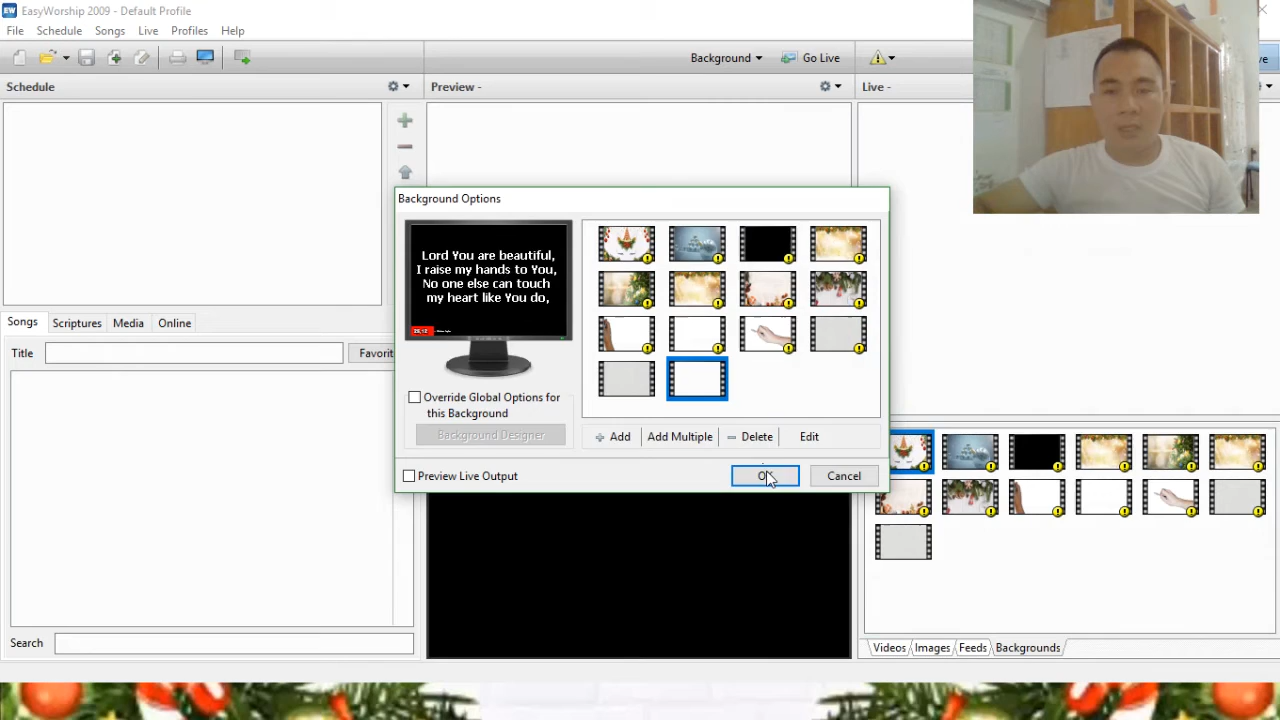 EasyWorship 2009 - Default Profile
File Schedule Songs Live Profiles Help
Background Go Live
Schedule
Preview -
Live -
Background Options
Lord You are beautiful,
I raise my hands to You,
No one else can touch
my heart like You do,
Override Global Options for
this Background
Background Designer
Add Add Multiple Delete Edit
Preview Live Output
Cancel
Songs Scriptures Media Online
Title
Search
Videos Images Feeds Backgrounds